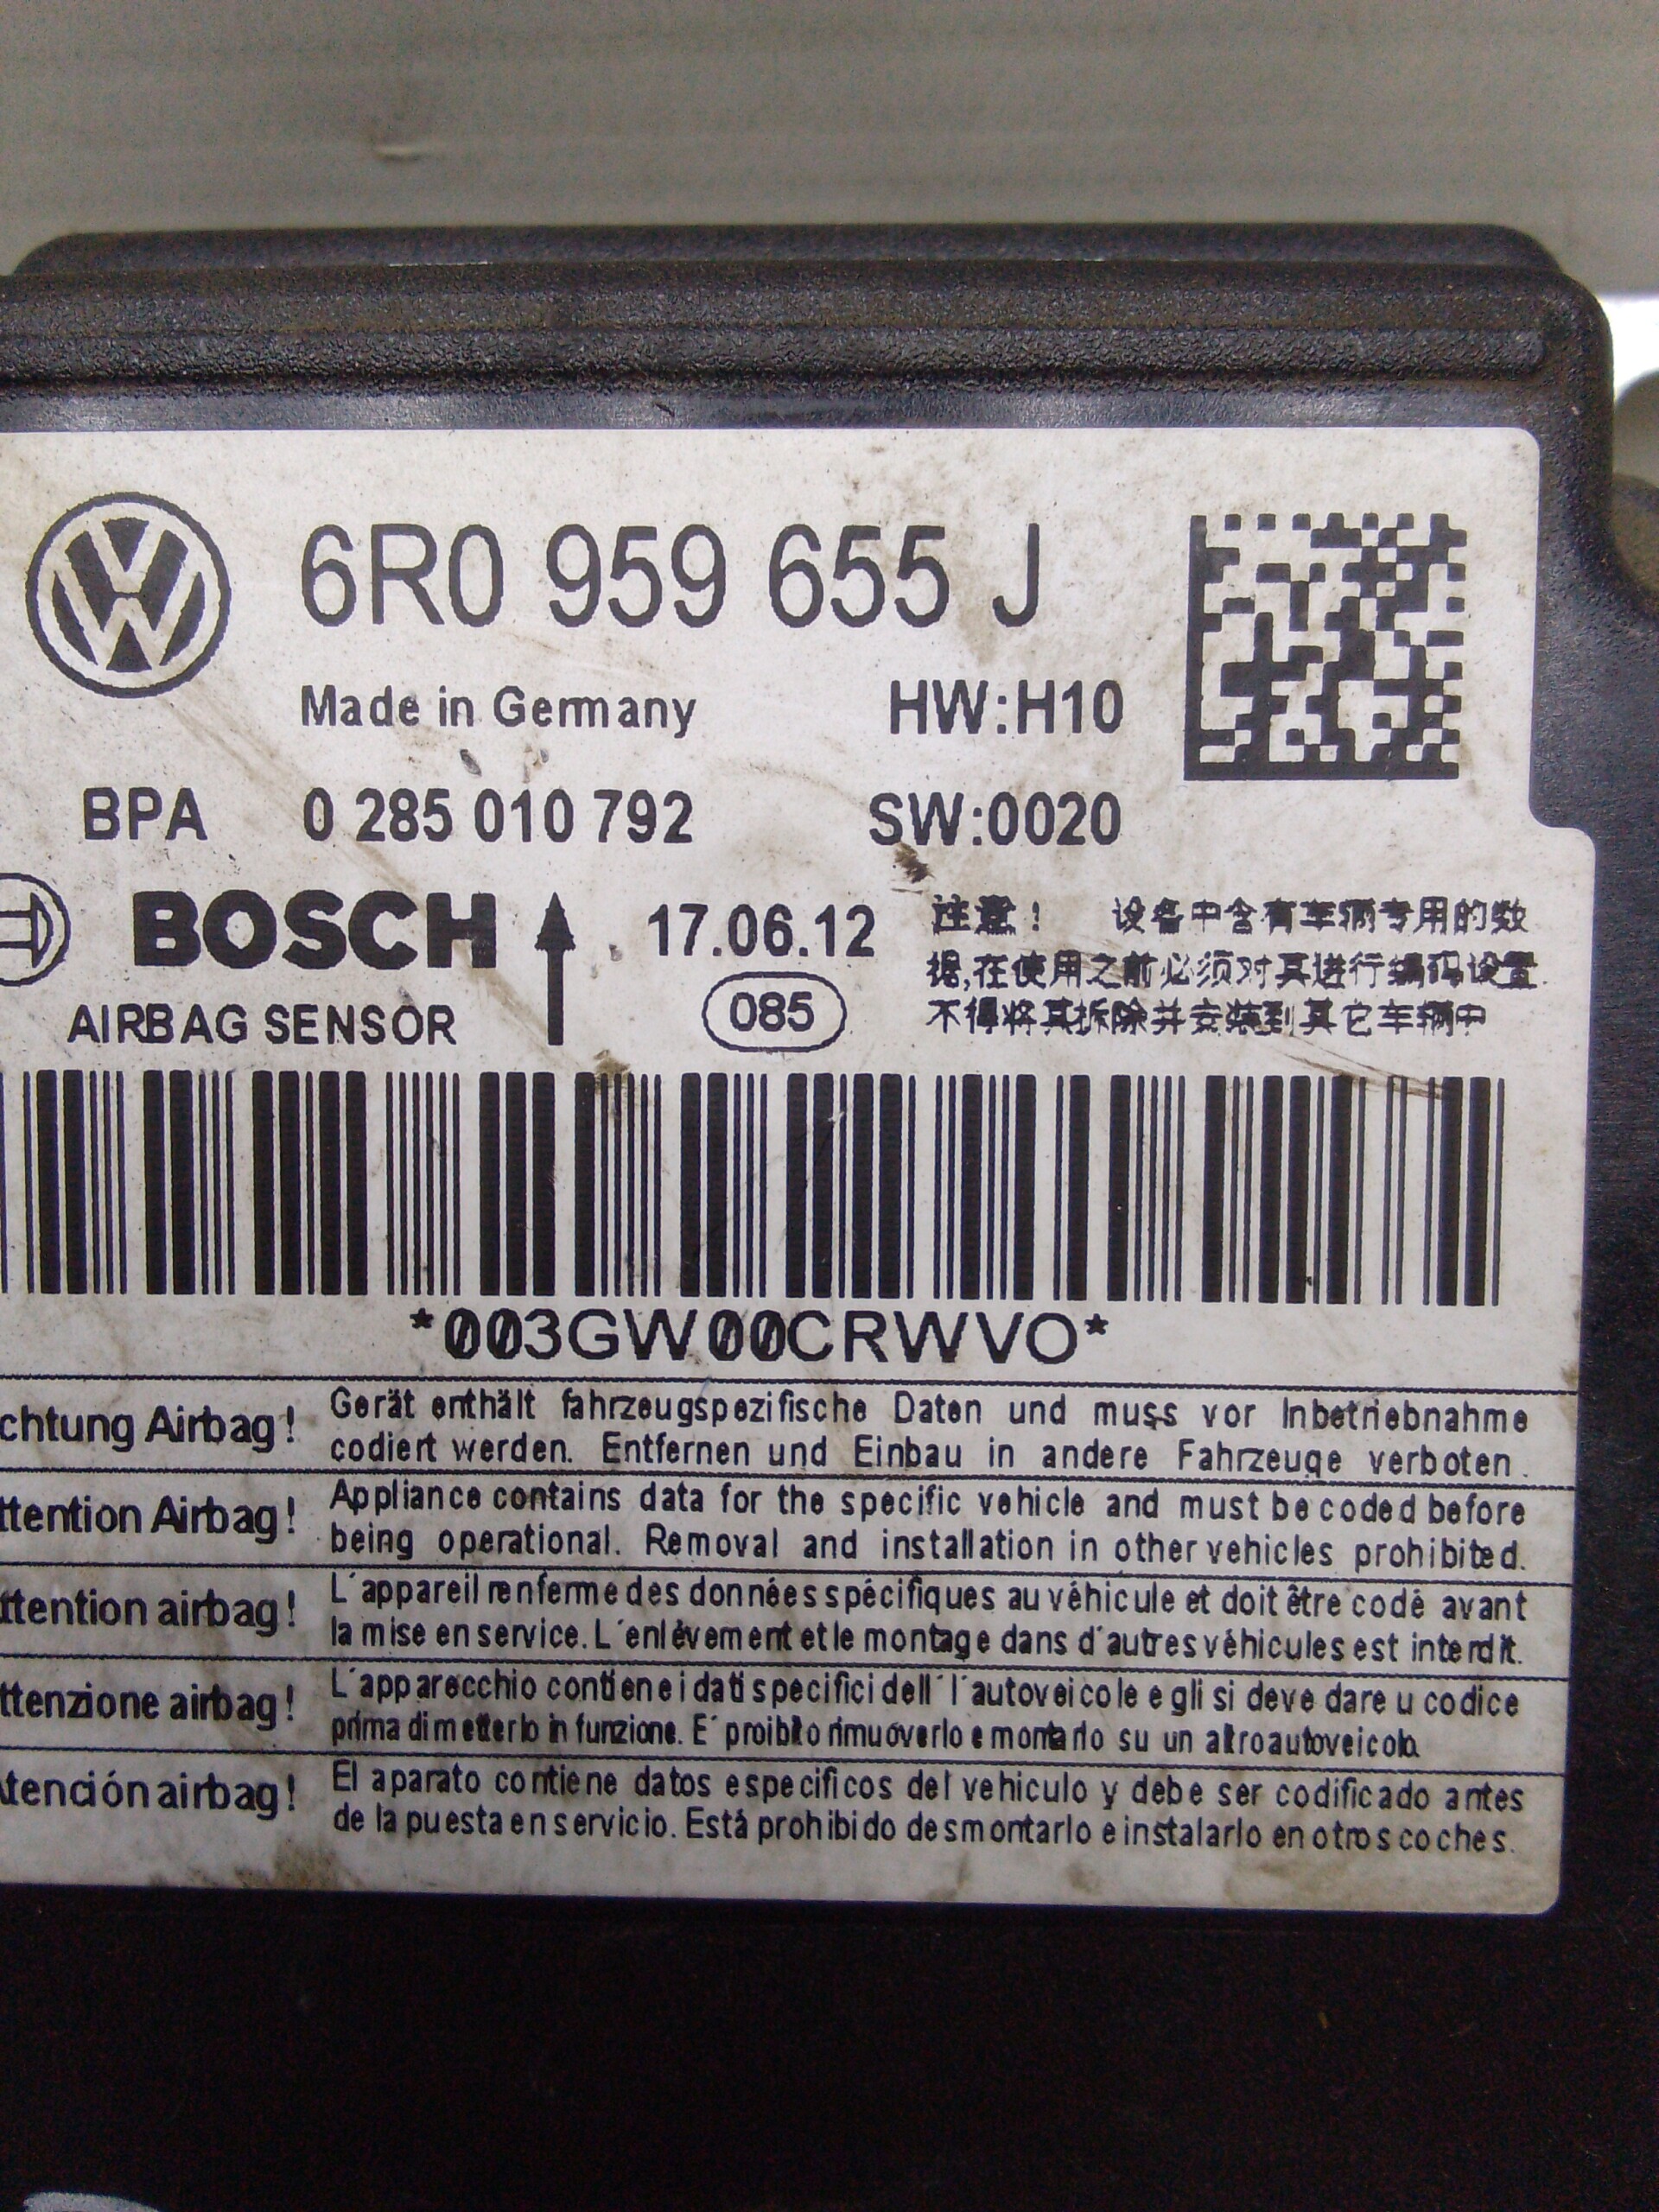 6R0 959 655 J
Made in Germany HW:H10
BPA 0 285 010 792 SW:0020
BOSCH 17.06.12
AIRBAG SENSOR 085
注意! 设备中含有车辆专用的数
据,在使用之前必须对其进行编码设置.
不得将其拆除并安装到其它车辆中
*003GW00CRWVO*
chtung Airbag! Gerät enthält fahrzeugspezifische Daten und muss vor Inbetriebnahme
codiert werden. Entfernen und Einbau in andere Fahrzeuge verboten.
ttention Airbag! Appliance contains data for the specific vehicle and must be coded before
being operational. Removal and installation in other vehicles prohibited.
ttention airbag! L´appareil renferme des données spécifiques au véhicule et doit être codé avant
la mise en service. L´enlèvement et le montage dans d´autres véhicules est interdit.
ttenzione airbag! L´apparecchio contiene i dati specifici dell´l´autoveicolo e gli si deve dare u codice
prima di metterlo in funzione. E´ proibito rimuoverlo e montarlo su un altro autoveicolo.
tención airbag! El aparato contiene datos especificos del vehiculo y debe ser codificado antes
de la puesta en servicio. Está prohibido desmontarlo e instalarlo en otros coches.